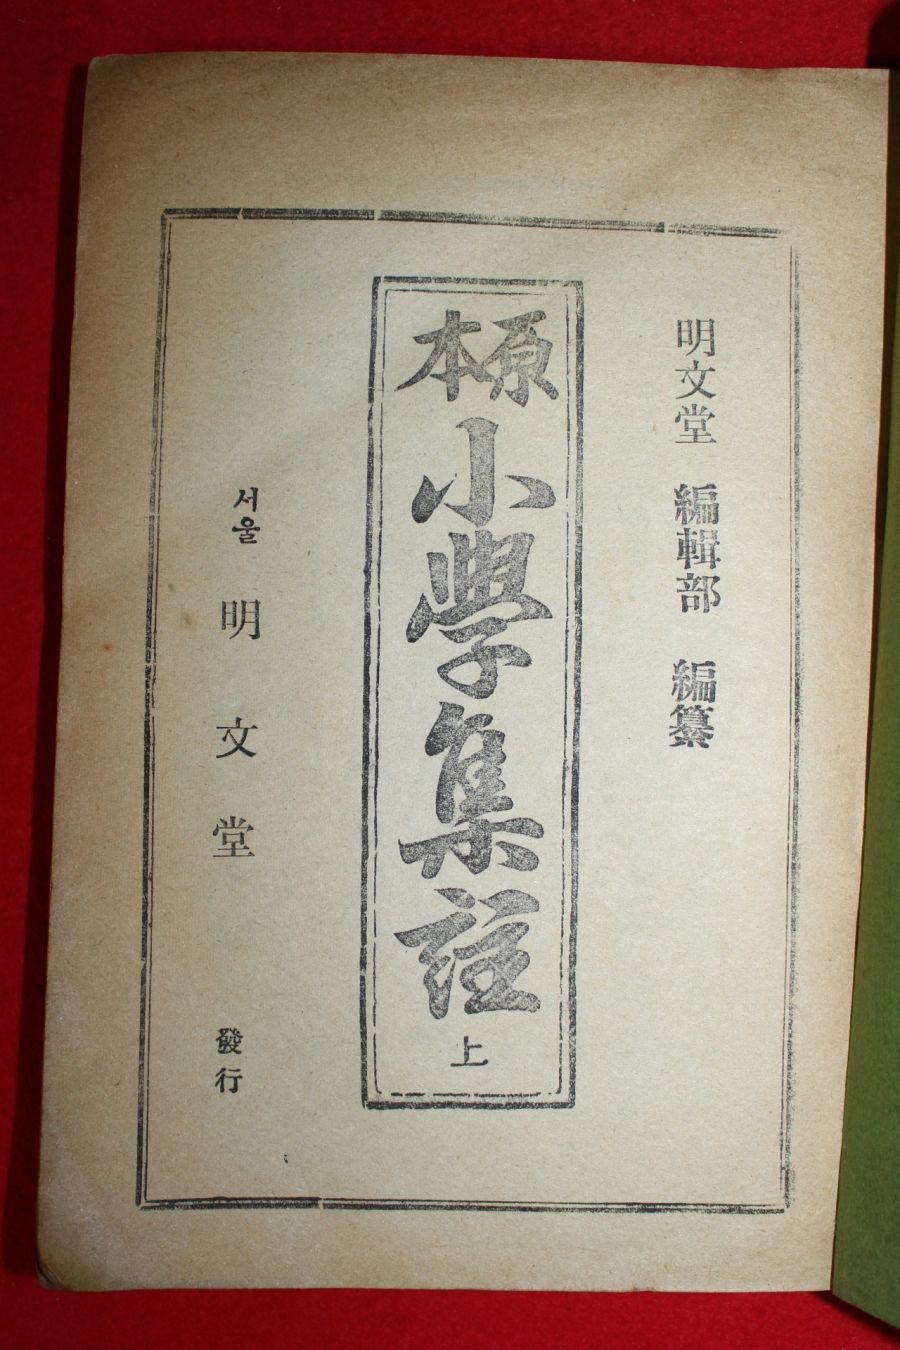 明文堂 編輯部 編纂
原本
小學集註 上
서울 明文堂 發行